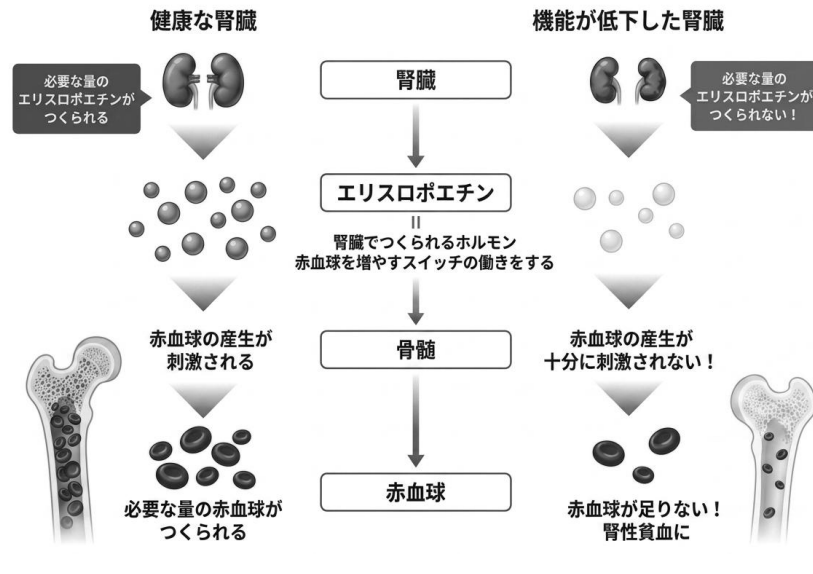 健康な腎臓
機能が低下した腎臓
必要な量の
エリスロポエチンが
つくられる
腎臓
必要な量の
エリスロポエチンが
つくられない！
エリスロポエチン
＝
腎臓でつくられるホルモン
赤血球を増やすスイッチの働きをする
赤血球の産生が
刺激される
骨髄
赤血球の産生が
十分に刺激されない！
必要な量の赤血球が
つくられる
赤血球
赤血球が足りない！
腎性貧血に